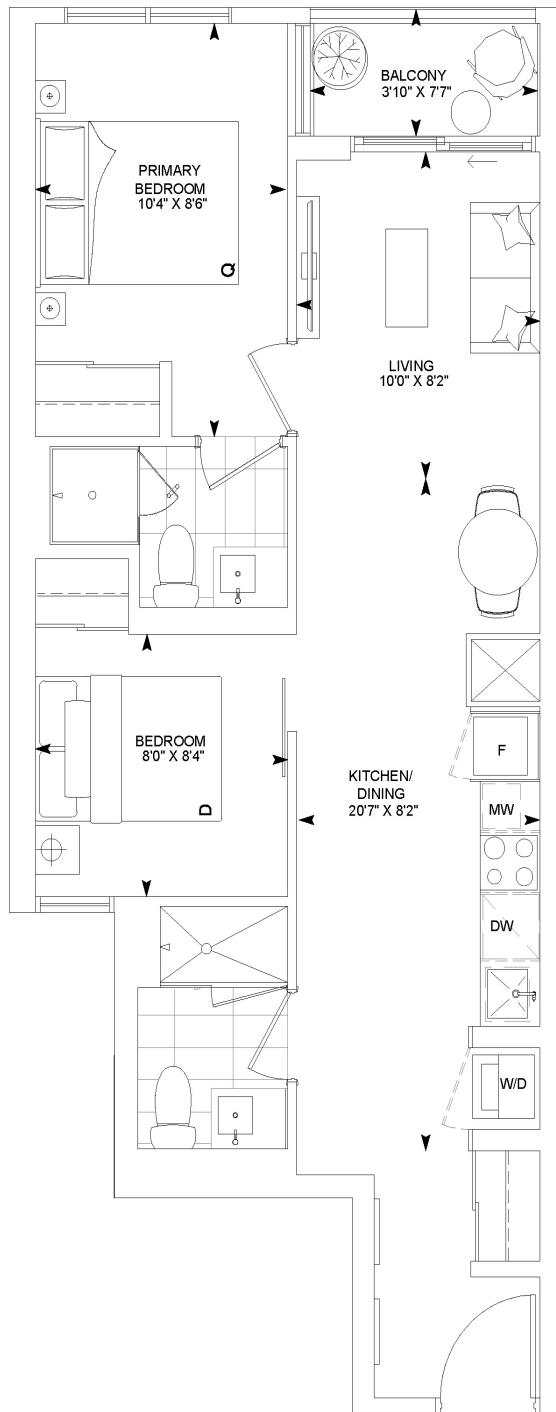 BALCONY
3'10" X 7'7"
PRIMARY
BEDROOM
10'4" X 8'6"
Q
LIVING
10'0" X 8'2"
BEDROOM
8'0" X 8'4"
D
KITCHEN/
DINING
20'7" X 8'2"
F
MW
DW
W/D